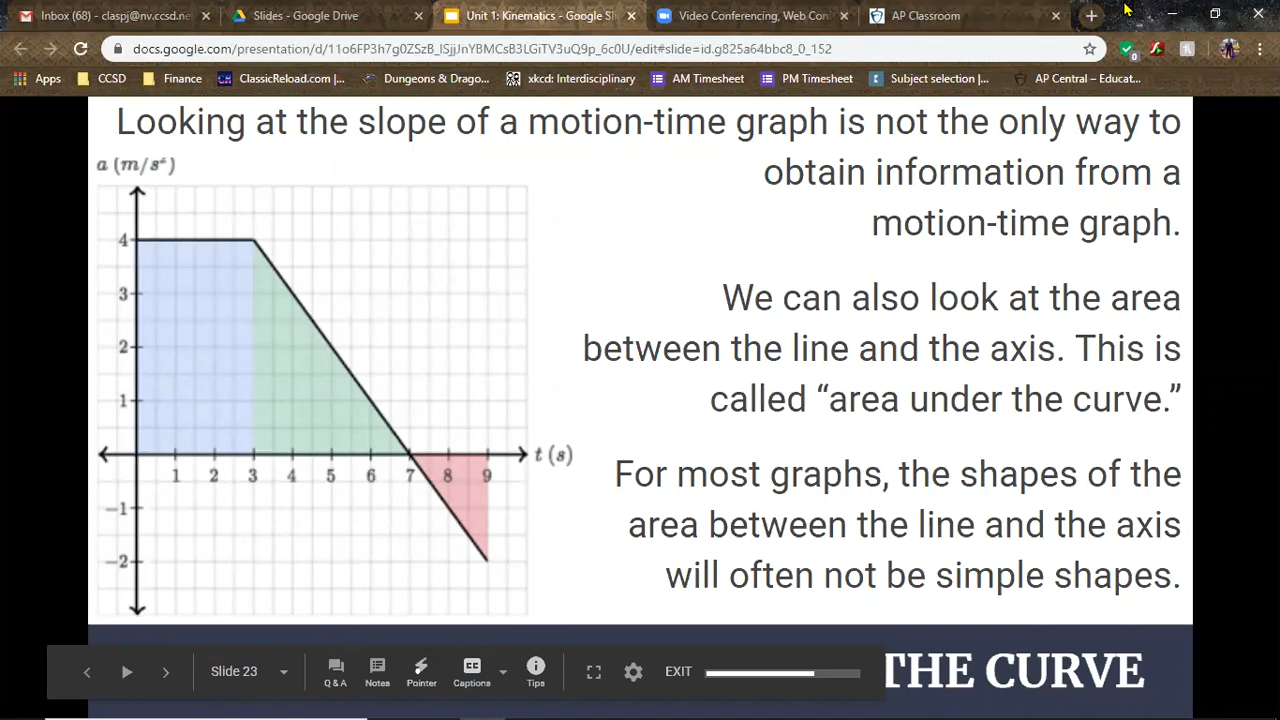 Inbox (69) - claspj@nv.ccsd.net
Slides - Google Drive
Unit 1: Kinematics - Google Sl
Video Conferencing, Web Con
AP Classroom
docs.google.com/presentation/d/11o6FP3h7g0ZSzB_lSjjJnYBMCsB3LGiTV3uQ9p_6c0U/edit#slide=id.g825a64bbc8_0_152
Apps
CCSD
Finance
ClassicReload.com |...
Dungeons & Drago...
xkcd: Interdisciplinary
AM Timesheet
PM Timesheet
Subject selection |...
AP Central – Educat...
Looking at the slope of a motion-time graph is not the only way to
obtain information from a
motion-time graph.
We can also look at the area
between the line and the axis. This is
called “area under the curve.”
For most graphs, the shapes of the
area between the line and the axis
will often not be simple shapes.
a (m/s²)
4
3
2
1
−1
−2
1 2 3 4 5 6 7 8 9
t (s)
THE CURVE
Slide 23
Q & A
Notes
Pointer
Captions
Tips
EXIT